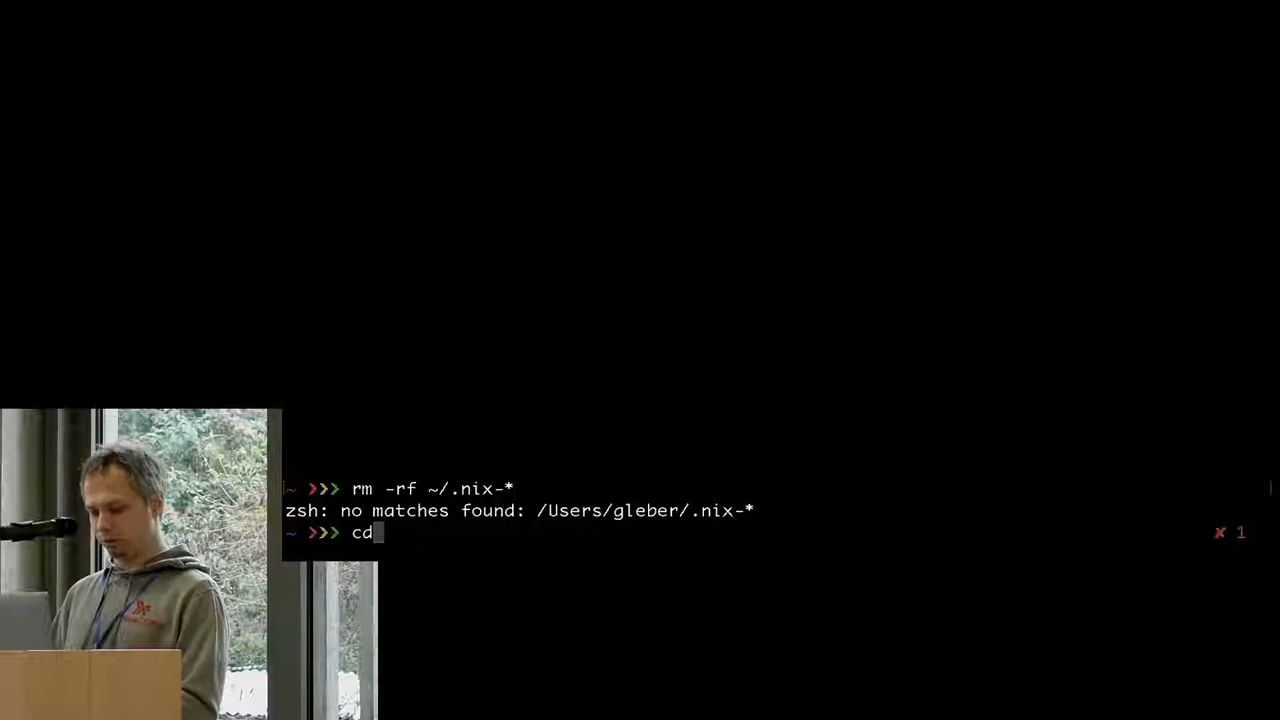 ~ ❯❯❯ rm -rf ~/.nix-*
zsh: no matches found: /Users/gleber/.nix-*
~ ❯❯❯ cd
✘ 1